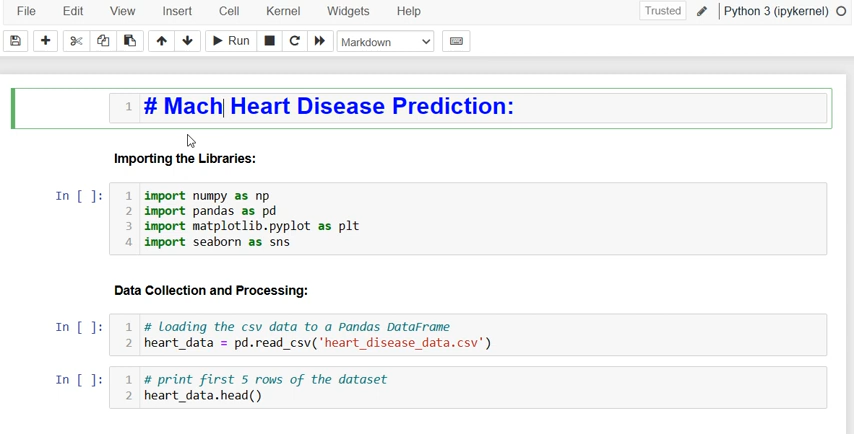 File Edit View Insert Cell Kernel Widgets Help Trusted Python 3 (ipykernel)
Run Markdown
1 # Mach Heart Disease Prediction:
Importing the Libraries:
In [ ]: 1 import numpy as np
2 import pandas as pd
3 import matplotlib.pyplot as plt
4 import seaborn as sns
Data Collection and Processing:
In [ ]: 1 # loading the csv data to a Pandas DataFrame
2 heart_data = pd.read_csv('heart_disease_data.csv')
In [ ]: 1 # print first 5 rows of the dataset
2 heart_data.head()